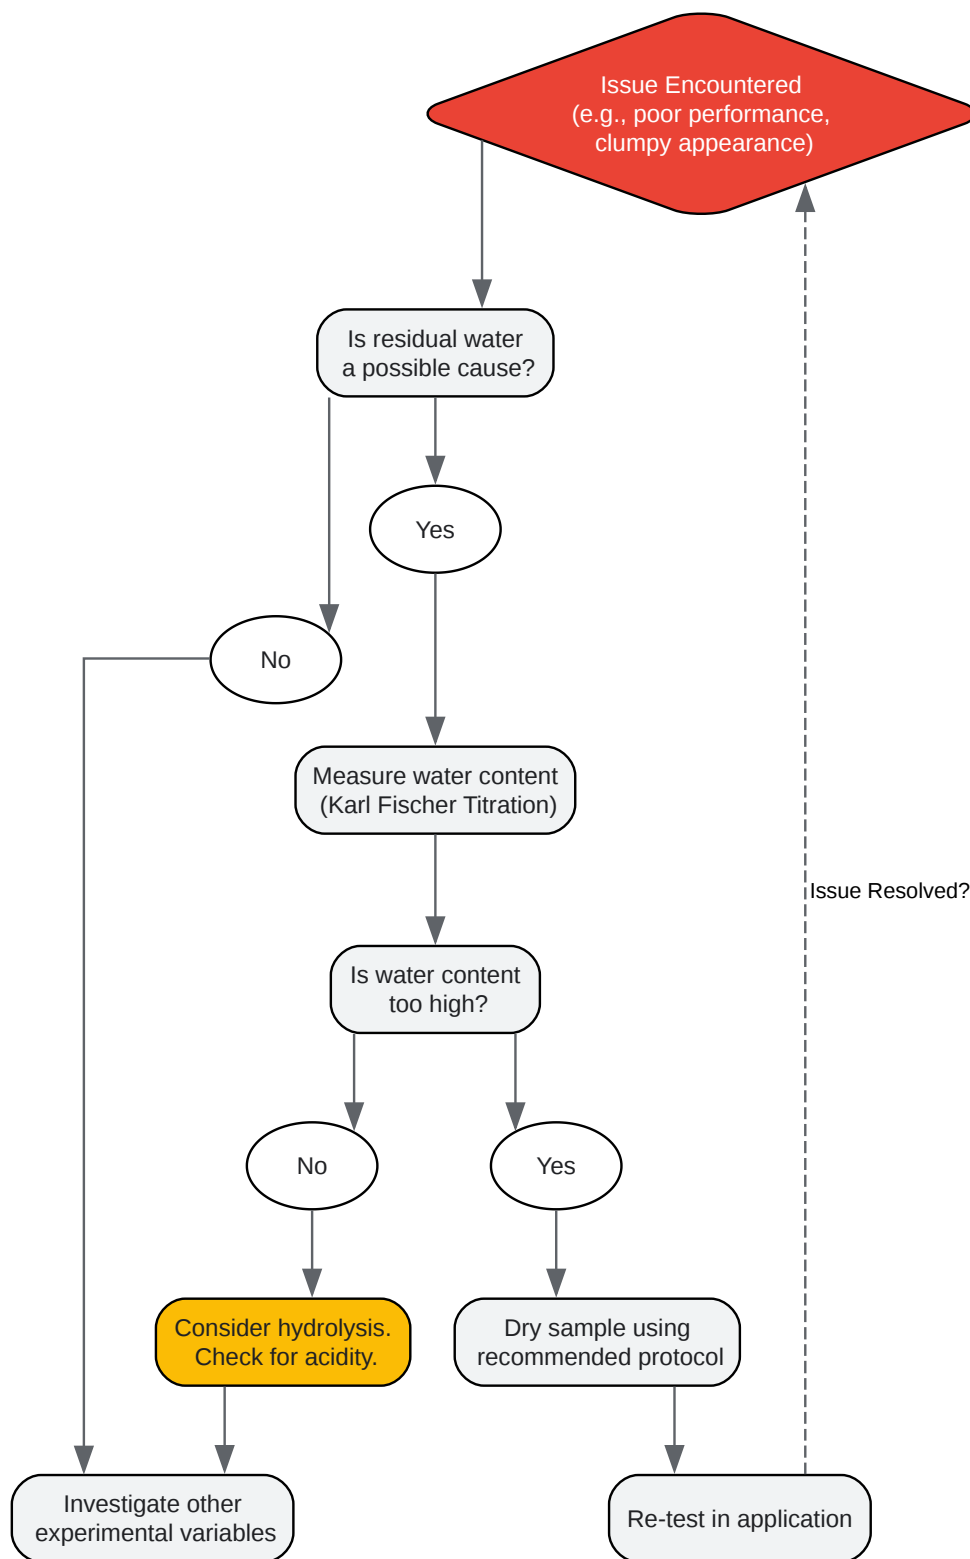 Issue Encountered
(e.g., poor performance,
clumpy appearance)
Is residual water
a possible cause?
Yes
No
Measure water content
(Karl Fischer Titration)
Issue Resolved?
Is water content
too high?
No
Yes
Consider hydrolysis.
Check for acidity.
Dry sample using
recommended protocol
Investigate other
experimental variables
Re-test in application